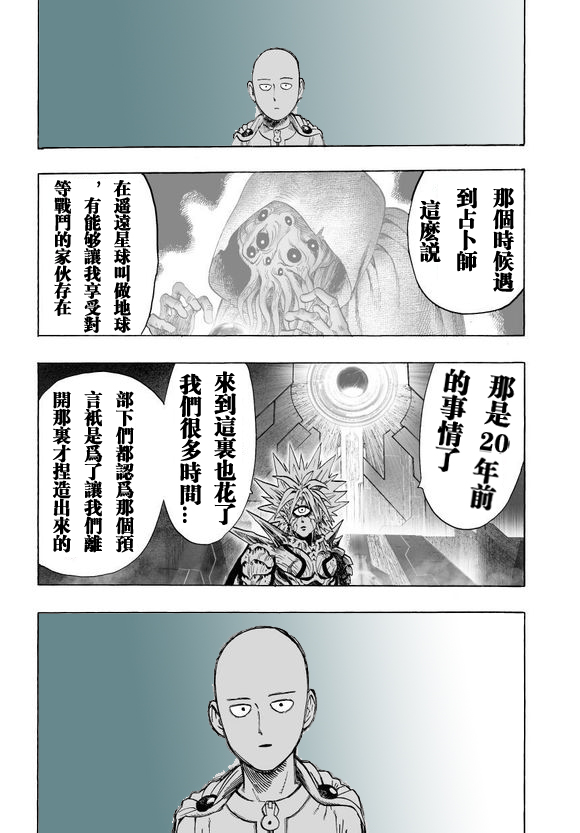 那個時候遇
到占卜師
這麽説
在遥遠星球叫做地球
，有能够讓我享受對
等戰鬥的家伙存在
那是20年前
的事情了
來到這裏也花了
我們很多時間...
部下們都認爲那個預
言衹是爲了讓我們離
開那裏才捏造出來的